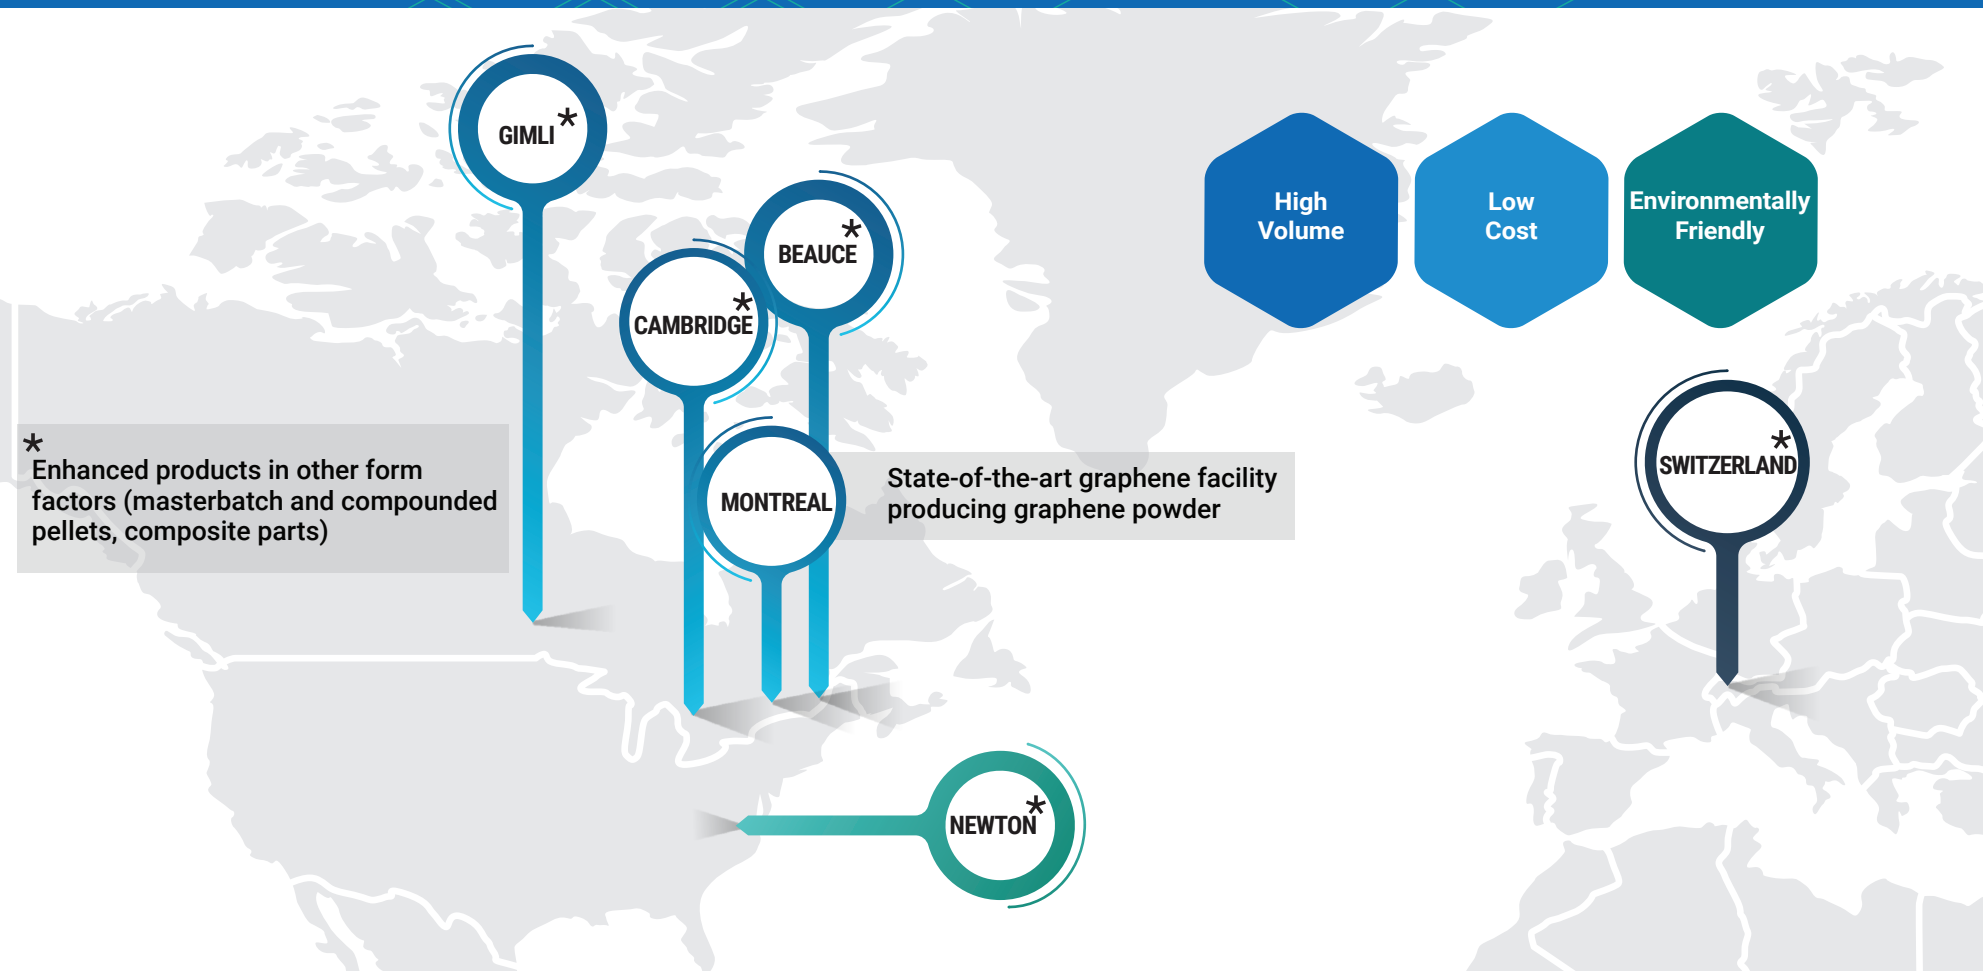 GIMLI*
BEAUCE*
CAMBRIDGE*
MONTREAL
High
Volume
Low
Cost
Environmentally
Friendly
SWITZERLAND*
*
Enhanced products in other form
factors (masterbatch and compounded
pellets, composite parts)
State-of-the-art graphene facility
producing graphene powder
NEWTON*